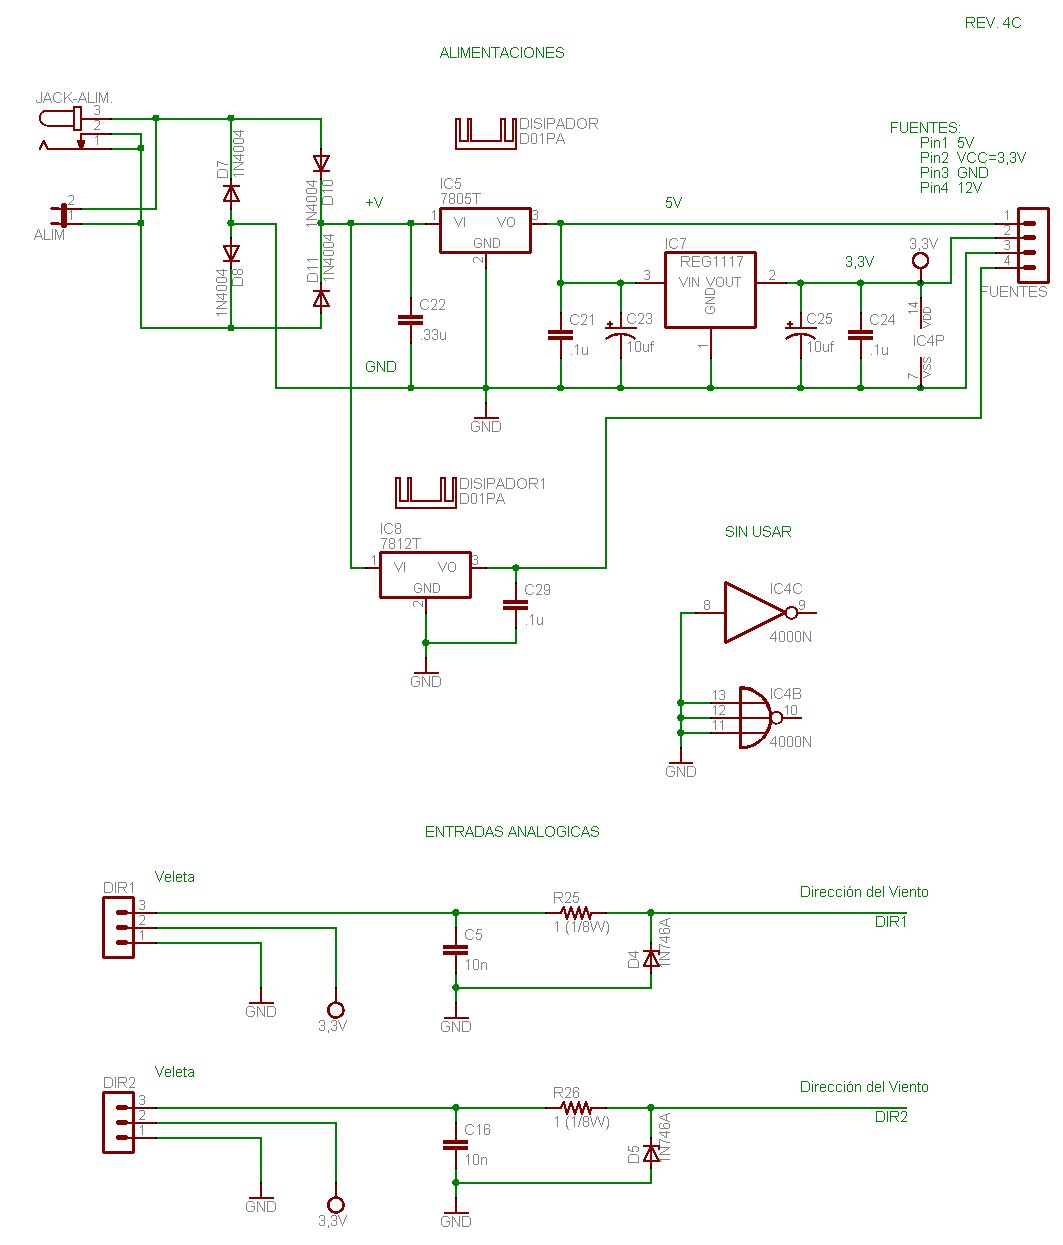 REV. 4C
ALIMENTACIONES
JACK-ALIM.
3
2
1
2
1
ALIM
D7
1N4004
1N4004
D8
1N4004
D10
D11
1N4004
+V
DISIPADOR
D01PA
IC5
7805T
1
VI
VO
3
GND
2
5V
C22
.33u
GND
GND
C21
.1u
C23
10uf
IC7
REG1117
3
VIN
VOUT
2
GND
1
3,3V
C25
10uf
C24
.1u
3,3V
14
VDD
IC4P
7
VSS
FUENTES:
Pin1 5V
Pin2 VCC=3,3V
Pin3 GND
Pin4 12V
1
2
3
4
FUENTES
DISIPADOR1
D01PA
IC8
7812T
1
VI
VO
3
GND
2
C29
.1u
GND
SIN USAR
IC4C
8
9
4000N
IC4B
13
12
11
10
4000N
GND
ENTRADAS ANALOGICAS
Veleta
DIR1
3
2
1
GND
3,3V
C5
10n
GND
R25
1 (1/8W)
D4
1N746A
Dirección del Viento
DIR1
Veleta
DIR2
3
2
1
GND
3,3V
C16
10n
GND
R26
1 (1/8W)
D5
1N746A
Dirección del Viento
DIR2